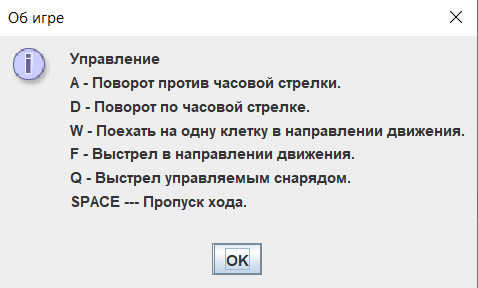 Об игре
Управление
A - Поворот против часовой стрелки.
D - Поворот по часовой стрелке.
W - Поехать на одну клетку в направлении движения.
F - Выстрел в направлении движения.
Q - Выстрел управляемым снарядом.
SPACE --- Пропуск хода.
OK